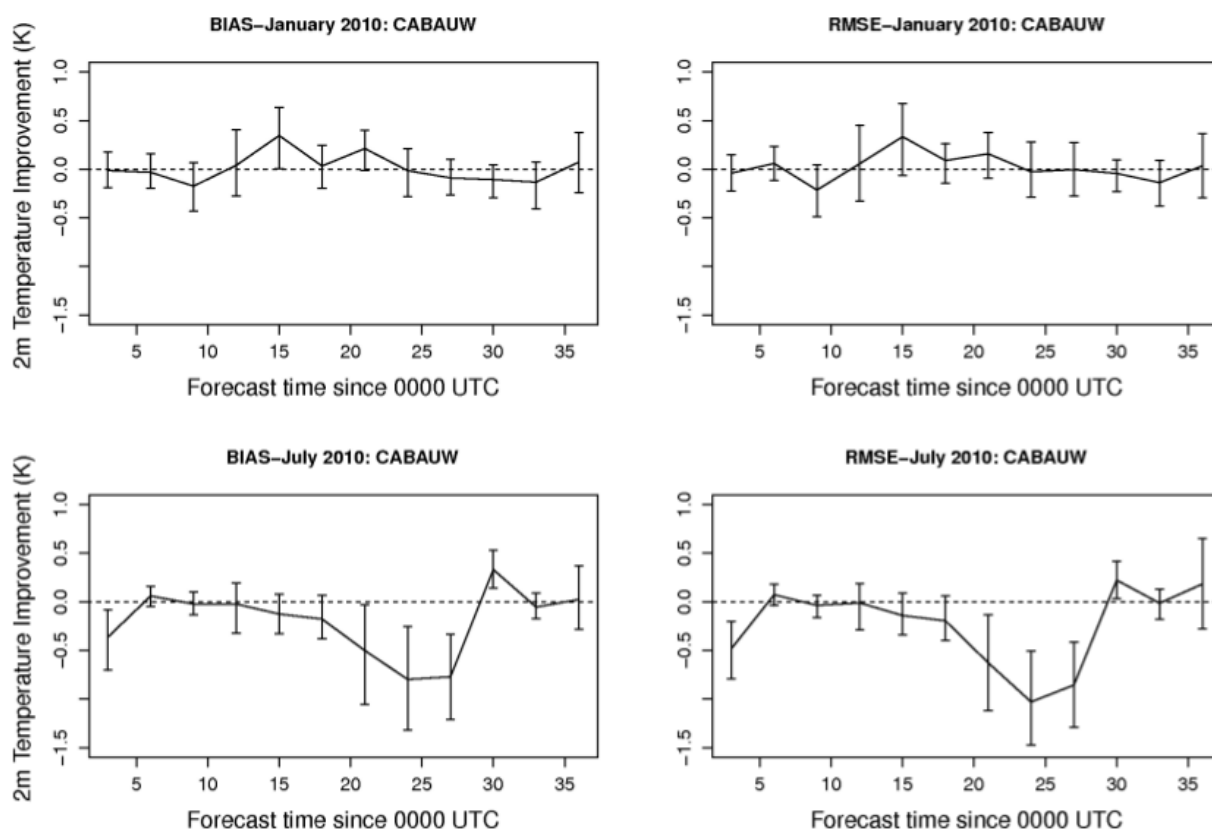 BIAS−January 2010: CABAUW
2m Temperature Improvement (K)
1.0
0.5
0.0
−0.5
−1.5
5 10 15 20 25 30 35
Forecast time since 0000 UTC
RMSE−January 2010: CABAUW
1.0
0.5
0.0
−0.5
−1.5
5 10 15 20 25 30 35
Forecast time since 0000 UTC
BIAS−July 2010: CABAUW
2m Temperature Improvement (K)
1.0
0.5
0.0
−0.5
−1.5
5 10 15 20 25 30 35
Forecast time since 0000 UTC
RMSE−July 2010: CABAUW
1.0
0.5
0.0
−0.5
−1.5
5 10 15 20 25 30 35
Forecast time since 0000 UTC